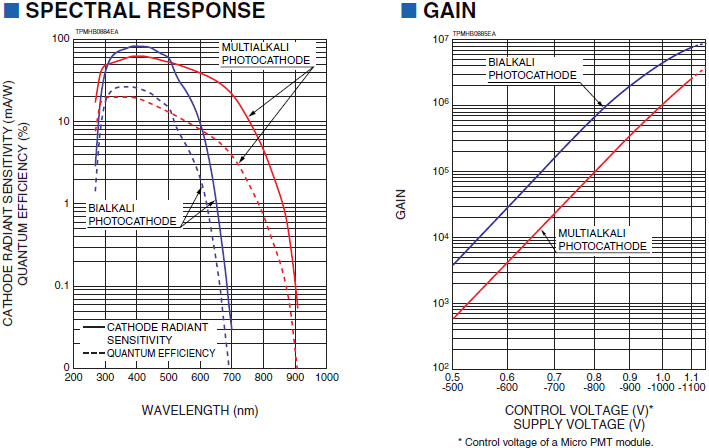 SPECTRAL RESPONSE
TPMHB0884EA
CATHODE RADIANT SENSITIVITY (mA/W)
QUANTUM EFFICIENCY (%)
100
10
1
0.1
0
MULTIALKALI
PHOTOCATHODE
BIALKALI
PHOTOCATHODE
CATHODE RADIANT
SENSITIVITY
QUANTUM EFFICIENCY
200 300 400 500 600 700 800 900 1000
WAVELENGTH (nm)
GAIN
TPMHB0885EA
GAIN
10⁷
10⁶
10⁵
10⁴
10³
10²
BIALKALI
PHOTOCATHODE
MULTIALKALI
PHOTOCATHODE
0.5 0.6 0.7 0.8 0.9 1.0 1.1
-500 -600 -700 -800 -900 -1000 -1100
CONTROL VOLTAGE (V)*
SUPPLY VOLTAGE (V)
* Control voltage of a Micro PMT module.